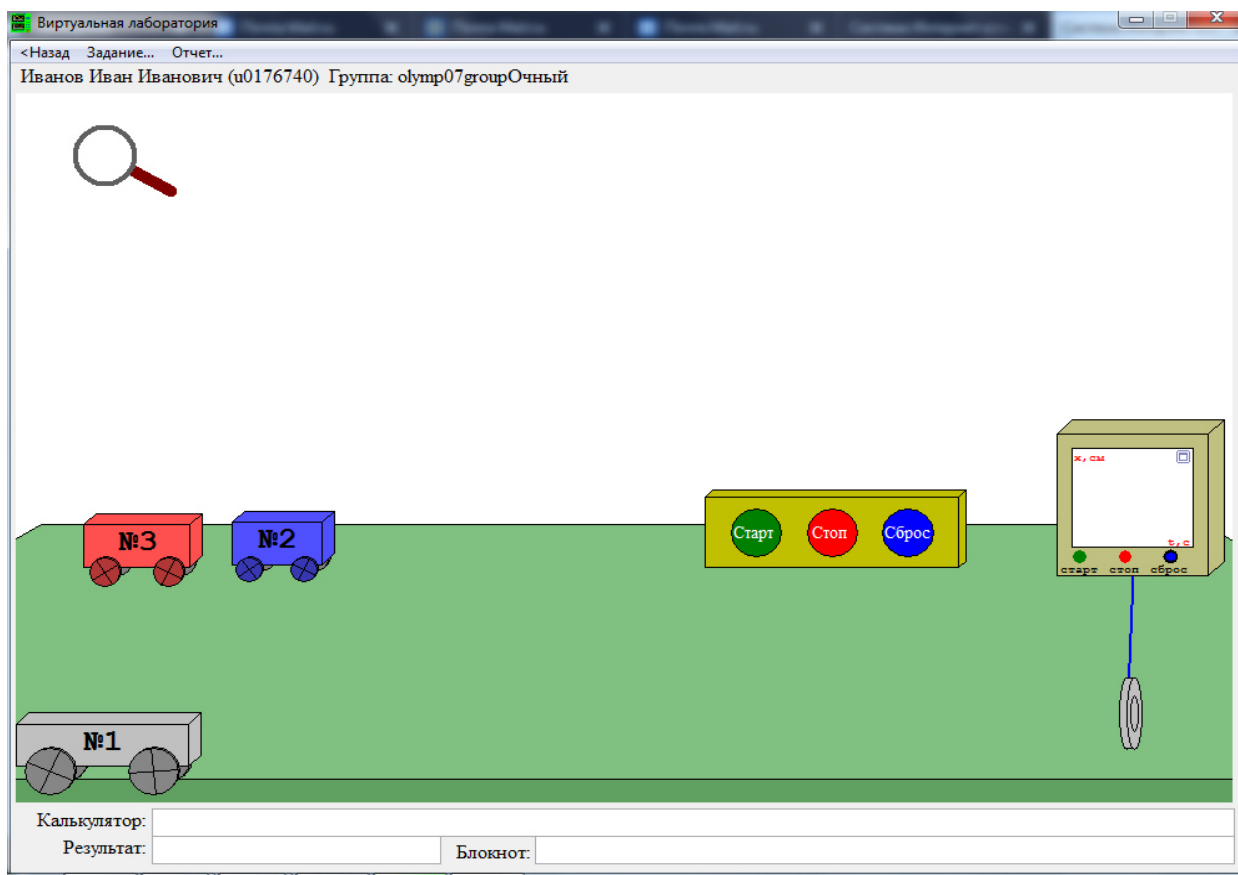 Виртуальная лаборатория
<Назад Задание... Отчет...
Иванов Иван Иванович (u0176740) Группа: olymp07groupОчный
x,см
t,с
старт стоп сброс
Старт Стоп Сброс
№3 №2
№1
Калькулятор:
Результат: Блокнот: